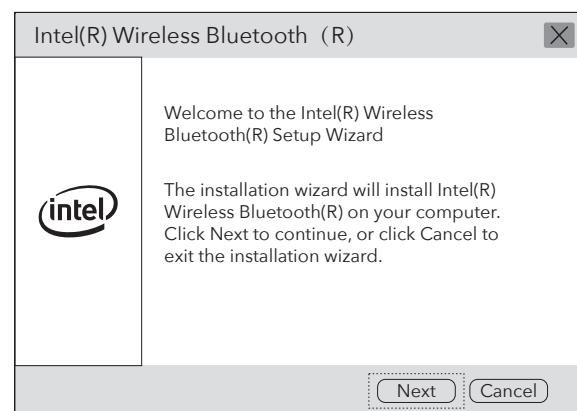 Intel(R) Wireless Bluetooth（R）
Welcome to the Intel(R) Wireless
Bluetooth(R) Setup Wizard
The installation wizard will install Intel(R)
Wireless Bluetooth(R) on your computer.
Click Next to continue, or click Cancel to
exit the installation wizard.
intel
Next Cancel